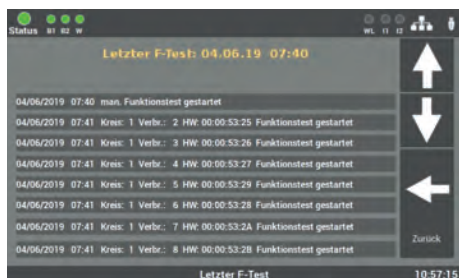 Status B1 B2 W WL I1 I2
Letzter F-Test: 04.06.19 07:40
04/06/2019 07:40 man. Funktionstest gestartet
04/06/2019 07:41 Kreis: 1 Verbr.: 2 HW: 00:00:53:25 Funktionstest gestartet
04/06/2019 07:41 Kreis: 1 Verbr.: 3 HW: 00:00:53:26 Funktionstest gestartet
04/06/2019 07:41 Kreis: 1 Verbr.: 4 HW: 00:00:53:27 Funktionstest gestartet
04/06/2019 07:41 Kreis: 1 Verbr.: 5 HW: 00:00:53:29 Funktionstest gestartet
04/06/2019 07:41 Kreis: 1 Verbr.: 6 HW: 00:00:53:28 Funktionstest gestartet
04/06/2019 07:41 Kreis: 1 Verbr.: 7 HW: 00:00:53:2A Funktionstest gestartet
04/06/2019 07:41 Kreis: 1 Verbr.: 8 HW: 00:00:53:2B Funktionstest gestartet
Zurück
Letzter F-Test 10:57:15